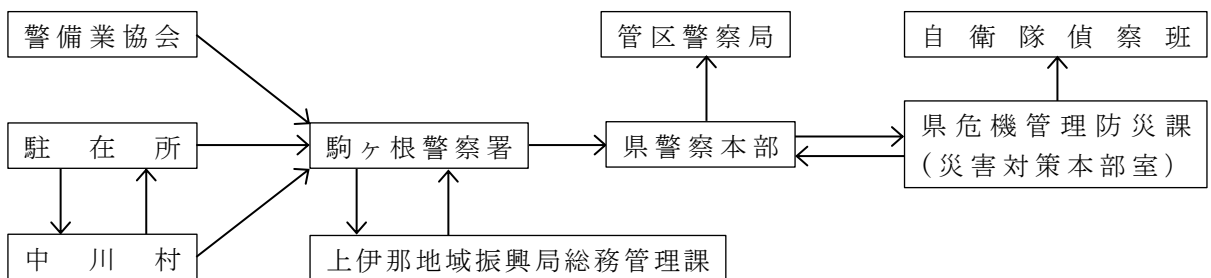 警備業協会
管区警察局
自衛隊偵察班
駐在所
駒ヶ根警察署
県警察本部
県危機管理防災課
(災害対策本部室)
中川村
上伊那地域振興局総務管理課